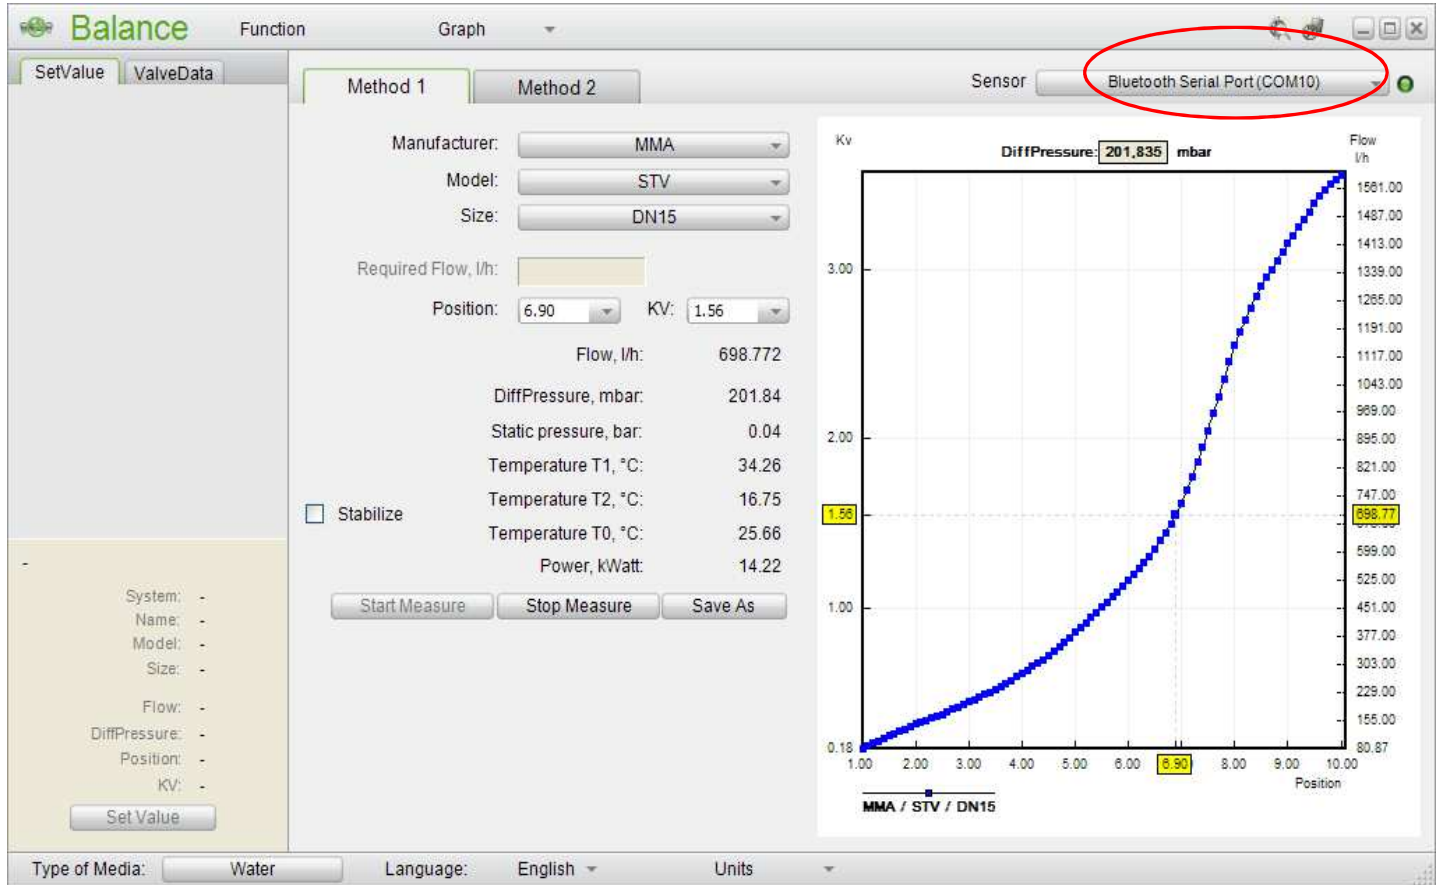 Balance Function Graph
SetValue ValveData
Method 1 Method 2
Sensor Bluetooth Serial Port (COM10)
Manufacturer: MMA
Model: STV
Size: DN15
Required Flow, l/h:
Position: 6.90 KV: 1.56
Flow, l/h: 698.772
DiffPressure, mbar: 201.84
Static pressure, bar: 0.04
Temperature T1, °C: 34.26
Temperature T2, °C: 16.75
Stabilize
Temperature T0, °C: 25.66
Power, kWatt: 14.22
Start Measure Stop Measure Save As
-
System: -
Name: -
Model: -
Size: -
Flow: -
DiffPressure: -
Position: -
KV: -
Set Value
Kv
DiffPressure: 201,835 mbar
Flow
l/h
3.00
2.00
1.56
1.00
0.18
1561.00
1487.00
1413.00
1339.00
1265.00
1191.00
1117.00
1043.00
969.00
895.00
821.00
747.00
698.77
599.00
525.00
451.00
377.00
303.00
229.00
155.00
80.87
1.00 2.00 3.00 4.00 5.00 6.00 6.90 8.00 9.00 10.00
Position
MMA / STV / DN15
Type of Media: Water Language: English Units